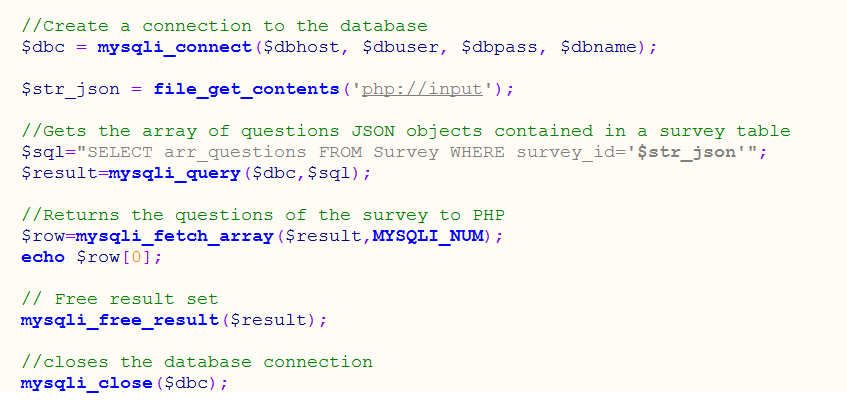 //Create a connection to the database
$dbc = mysqli_connect($dbhost, $dbuser, $dbpass, $dbname);
$str_json = file_get_contents('php://input');
//Gets the array of questions JSON objects contained in a survey table
$sql="SELECT arr_questions FROM Survey WHERE survey_id='$str_json'";
$result=mysqli_query($dbc,$sql);
//Returns the questions of the survey to PHP
$row=mysqli_fetch_array($result,MYSQLI_NUM);
echo $row[0];
// Free result set
mysqli_free_result($result);
//closes the database connection
mysqli_close($dbc);